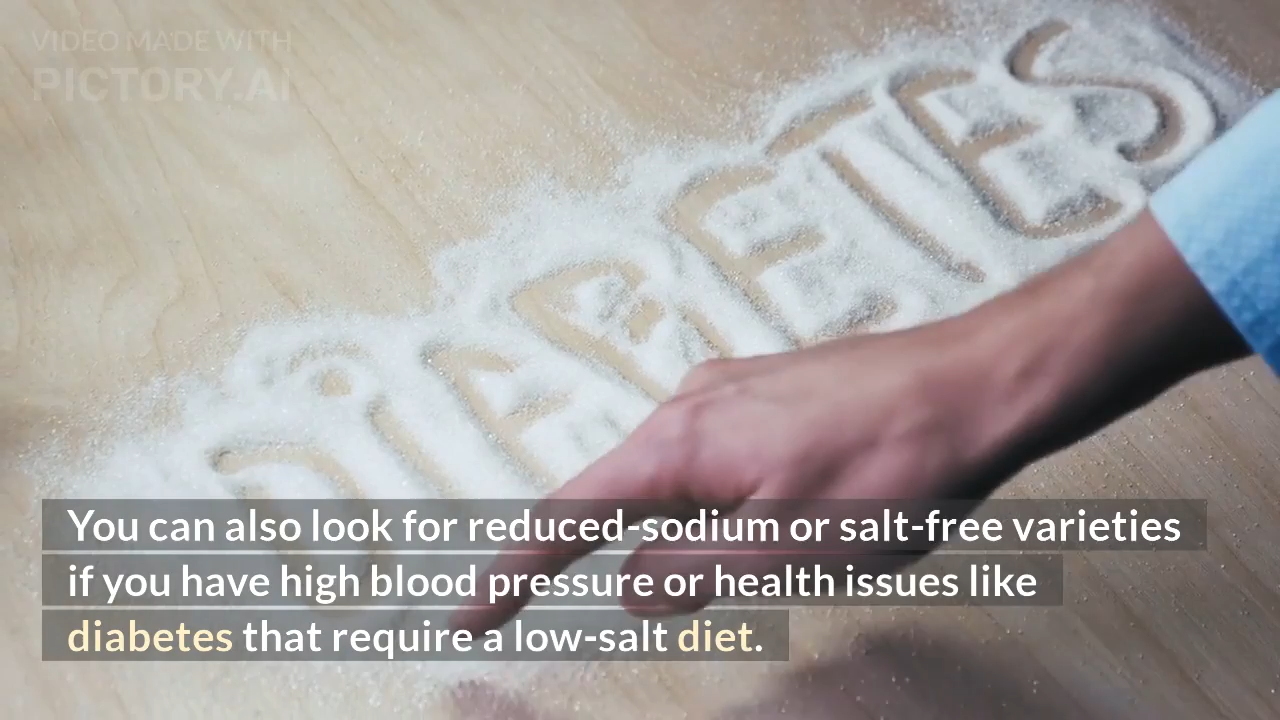 VIDEO MADE WITH
PICTORY.AI
DIABETES
You can also look for reduced-sodium or salt-free varieties
if you have high blood pressure or health issues like
diabetes that require a low-salt diet.